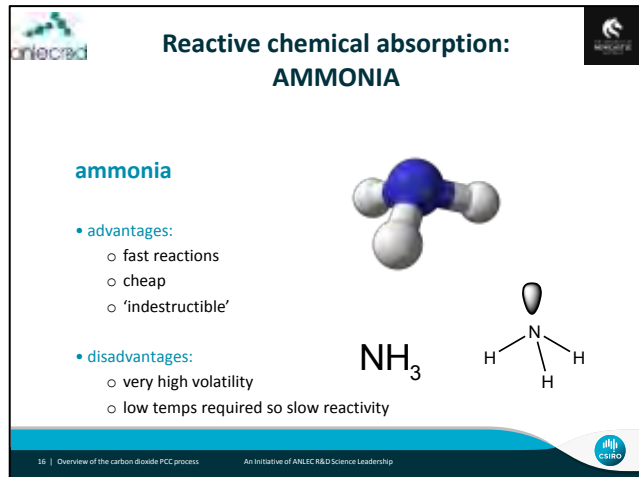 anlecr&d
Reactive chemical absorption:
AMMONIA
ammonia
• advantages:
o fast reactions
o cheap
o 'indestructible'
• disadvantages:
o very high volatility
o low temps required so slow reactivity
NH3
N
H
H
H
16 | Overview of the carbon dioxide PCC process
An Initiative of ANLEC R&D Science Leadership
CSIRO